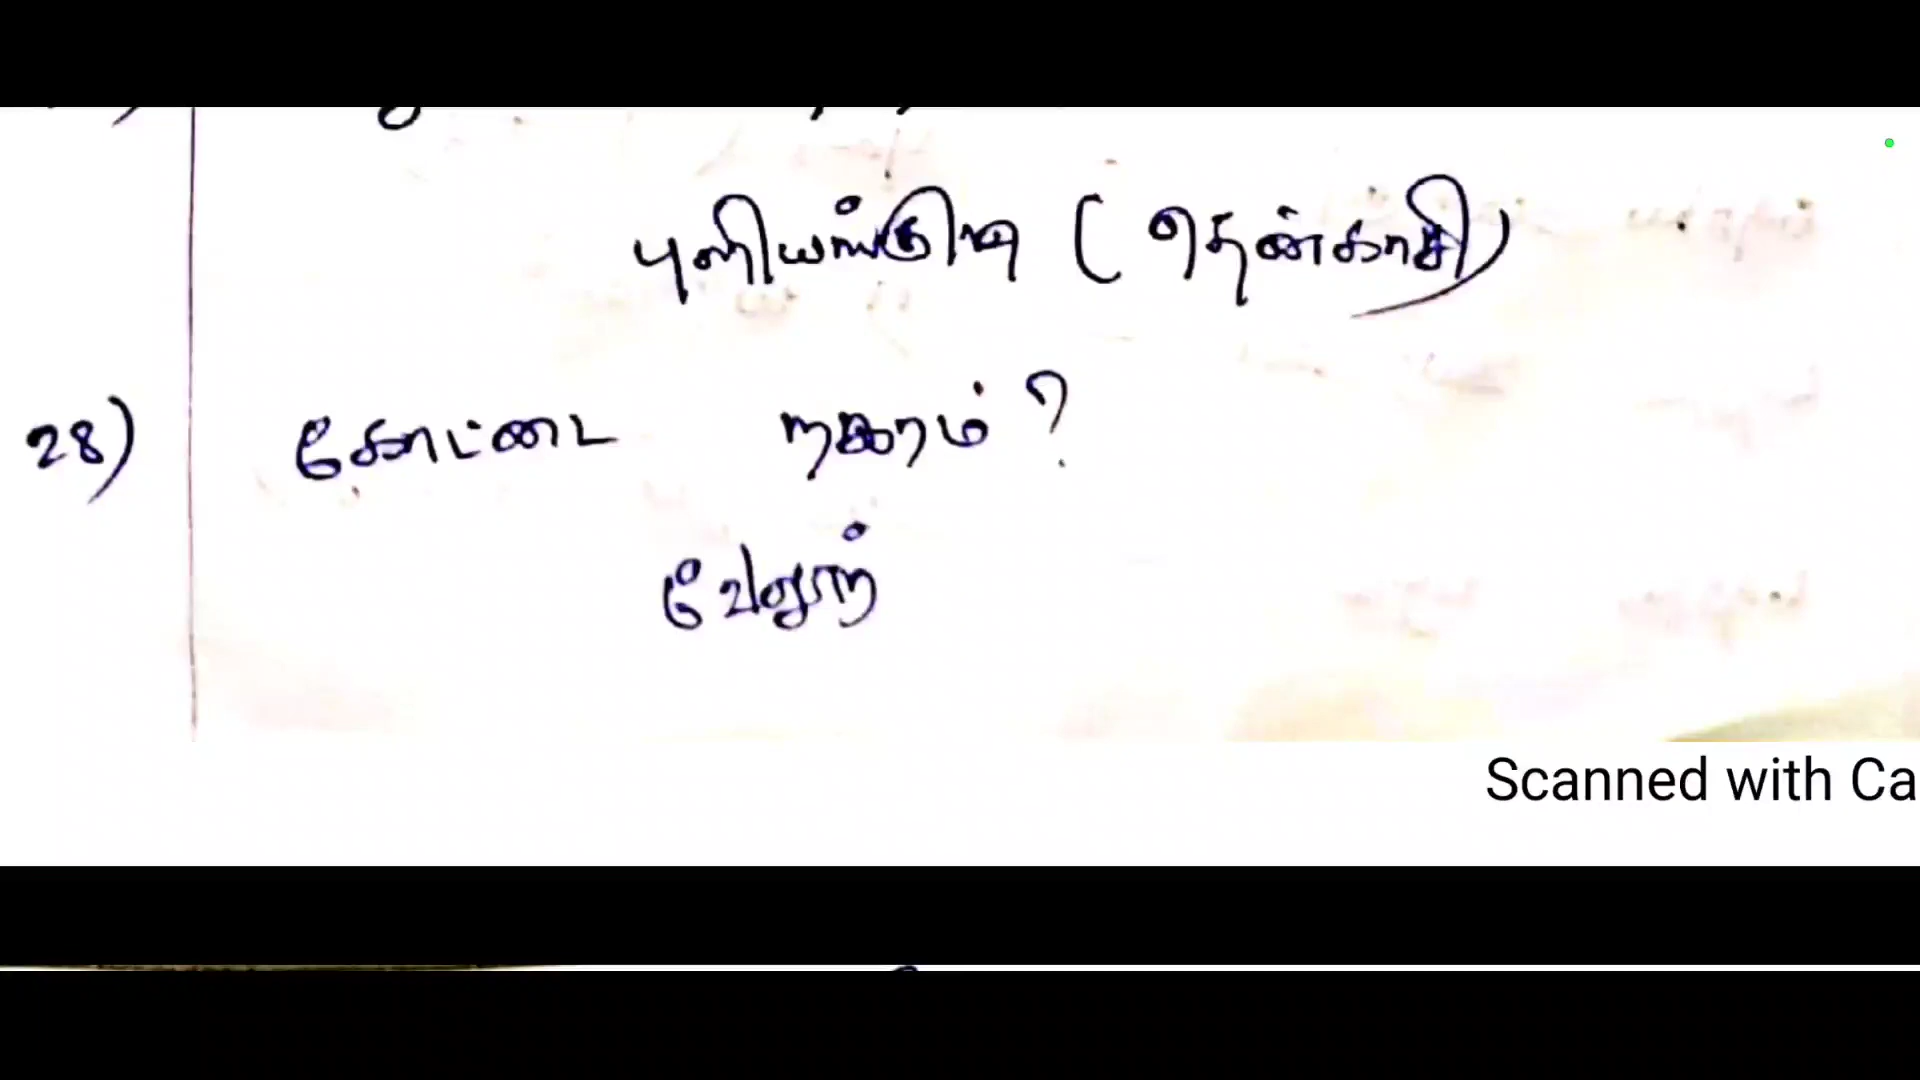 புளியங்குடி (தென்காசி)
28) கோட்டை நகரம்?
வேலூர்
Scanned with Ca